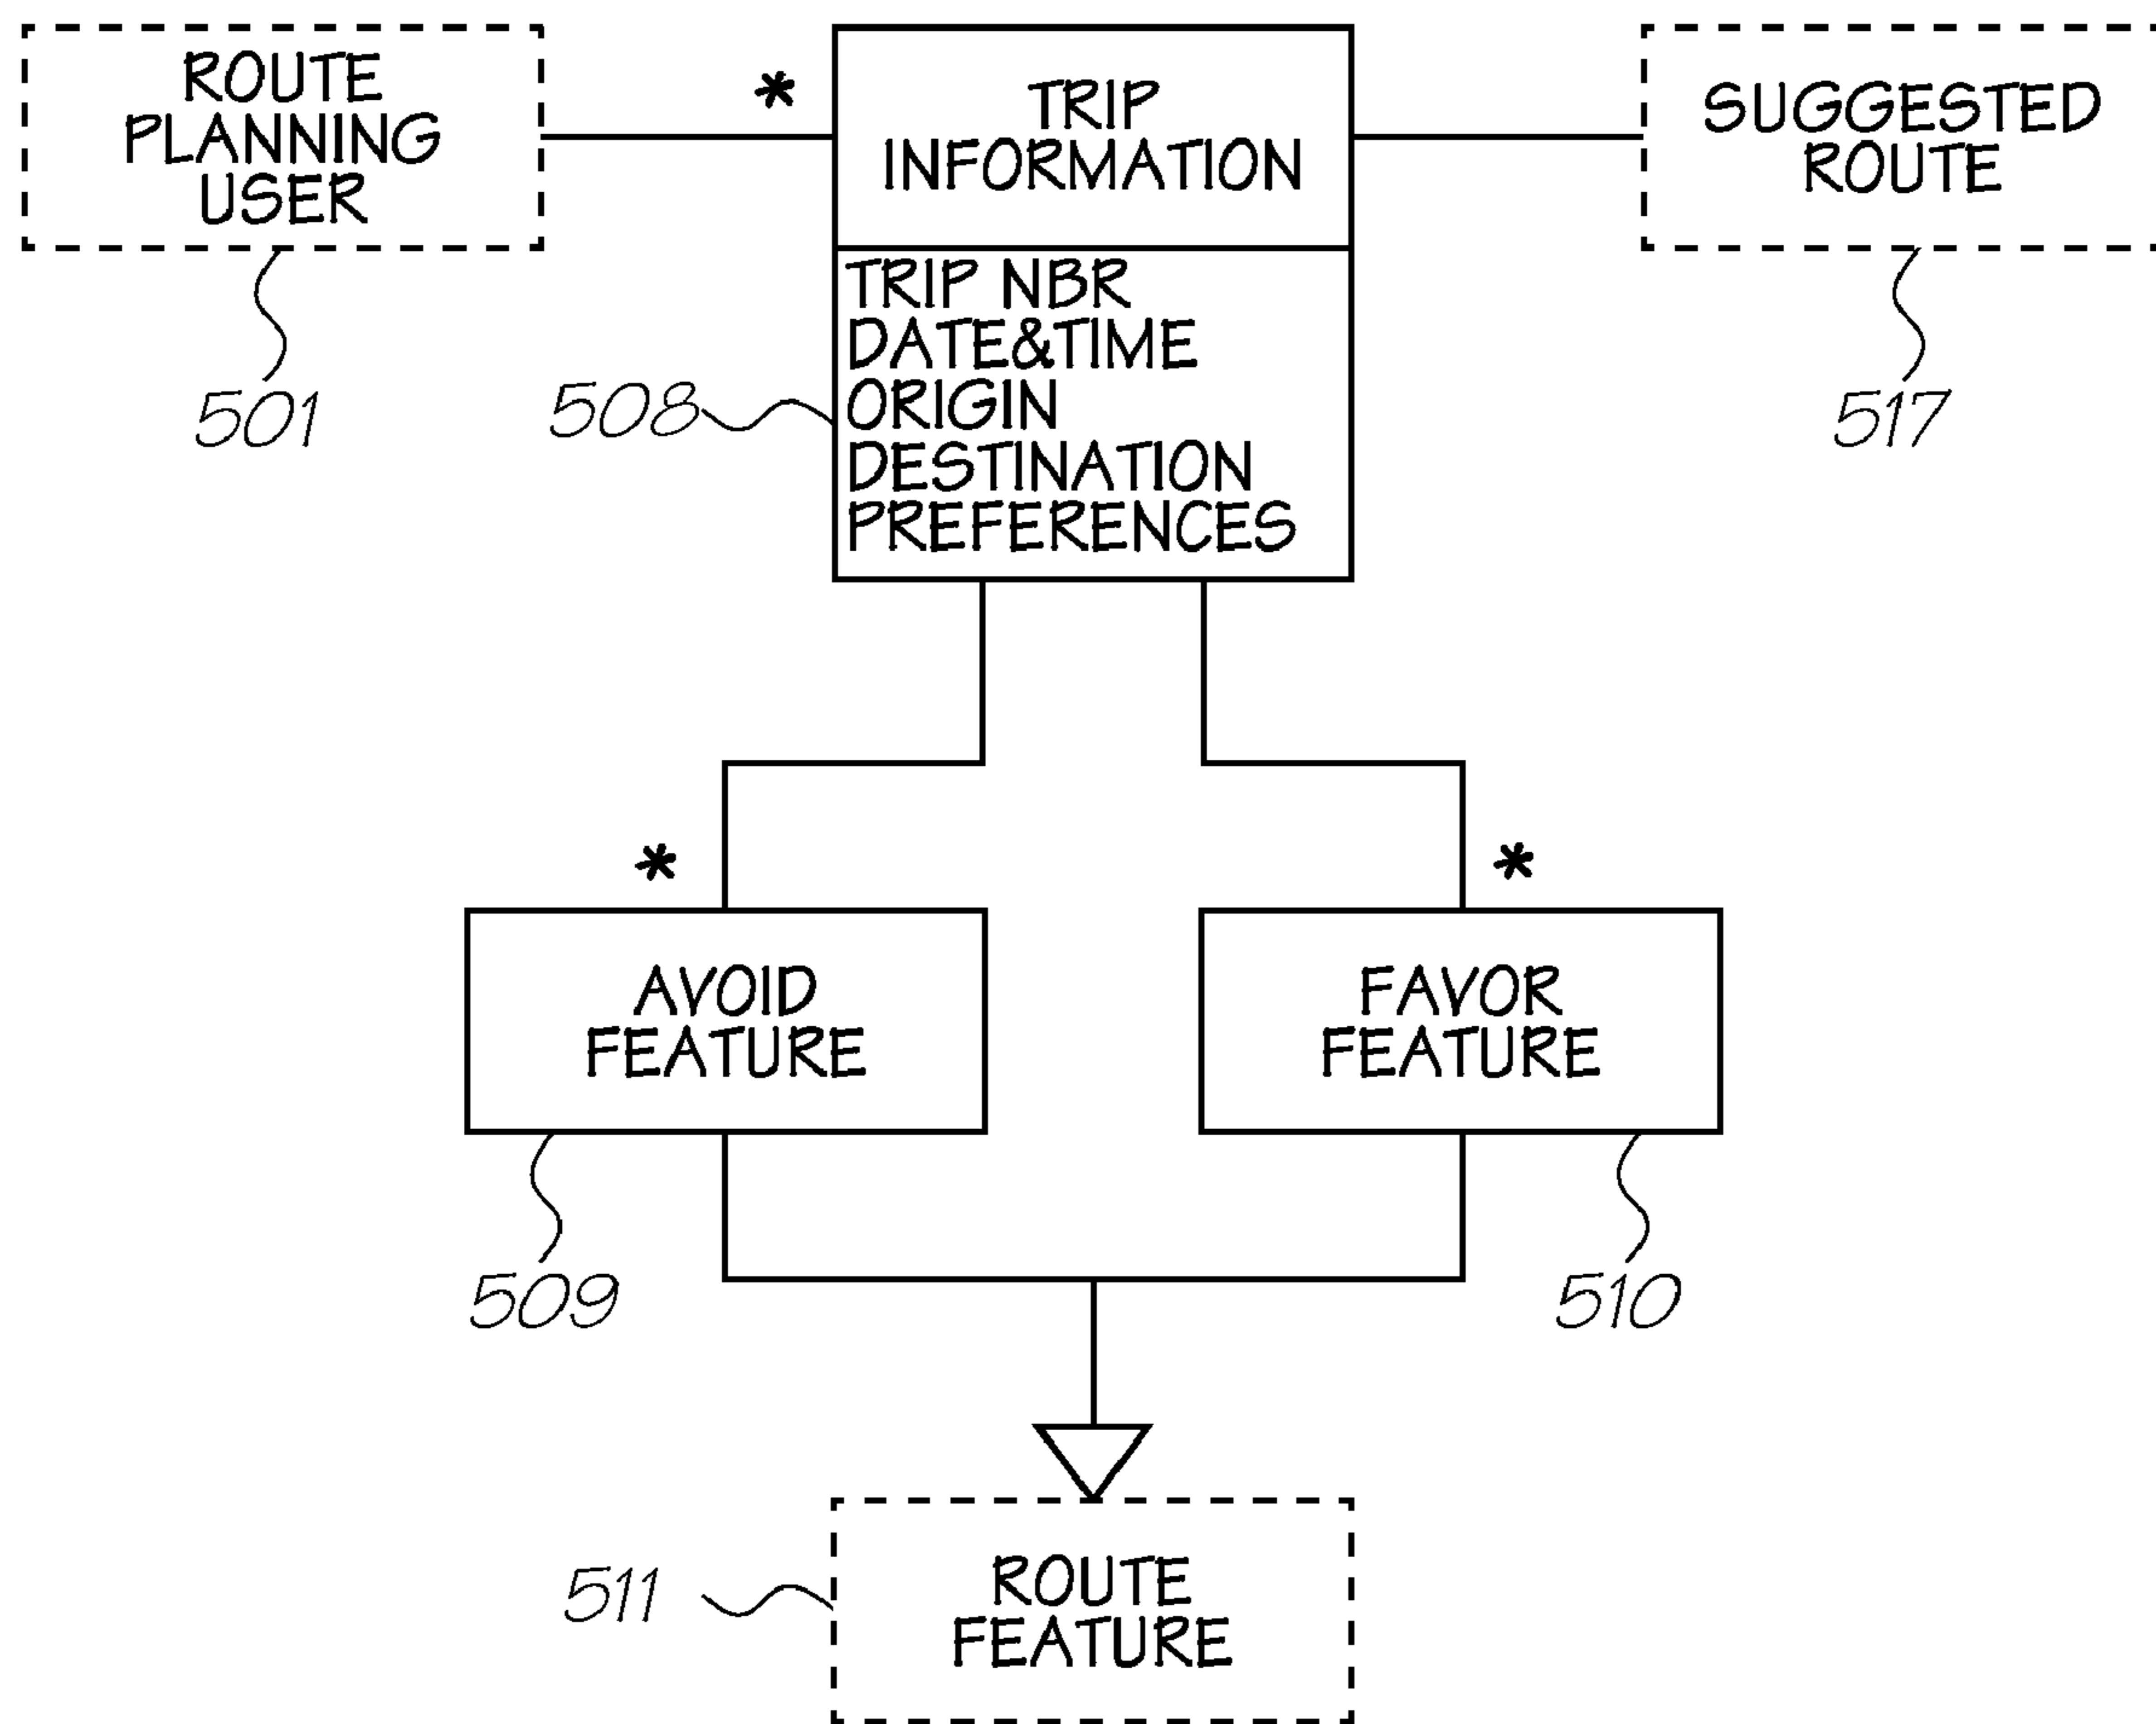 ROUTE
PLANNING
USER
*
TRIP
INFORMATION
SUGGESTED
ROUTE
TRIP NBR
DATE&TIME
ORIGIN
DESTINATION
PREFERENCES
501
508
517
*
*
AVOID
FEATURE
FAVOR
FEATURE
509
510
511
ROUTE
FEATURE